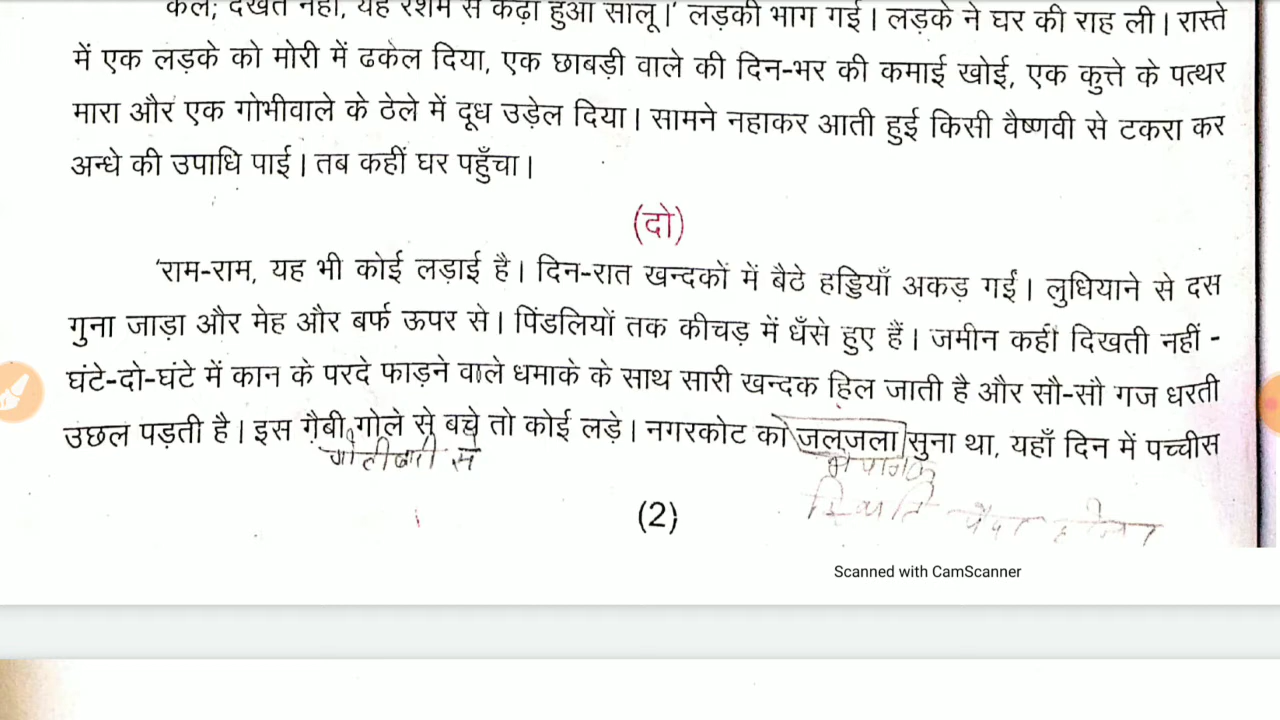 कल; देखते नहीं, यह रेशम से कढ़ा हुआ सालू।' लड़की भाग गई। लड़के ने घर की राह ली। रास्ते
में एक लड़के को मोरी में ढकेल दिया, एक छाबड़ी वाले की दिन-भर की कमाई खोई, एक कुत्ते के पत्थर
मारा और एक गोभीवाले के ठेले में दूध उड़ेल दिया। सामने नहाकर आती हुई किसी वैष्णवी से टकरा कर
अन्धे की उपाधि पाई। तब कहीं घर पहुँचा।
(दो)
'राम-राम, यह भी कोई लड़ाई है। दिन-रात खन्दकों में बैठे हड्डियाँ अकड़ गईं। लुधियाने से दस
गुना जाड़ा और मेह और बर्फ ऊपर से। पिंडलियों तक कीचड़ में धँसे हुए हैं। जमीन कहीं दिखती नहीं -
घंटे-दो-घंटे में कान के परदे फाड़ने वाले धमाके के साथ सारी खन्दक हिल जाती है और सौ-सौ गज धरती
उछल पड़ती है। इस ग़ैबी गोले से बचे तो कोई लड़े। नगरकोट का जलजला सुना था, यहाँ दिन में पच्चीस
से
भयानक
स्थिति पैदा
(2)
Scanned with CamScanner